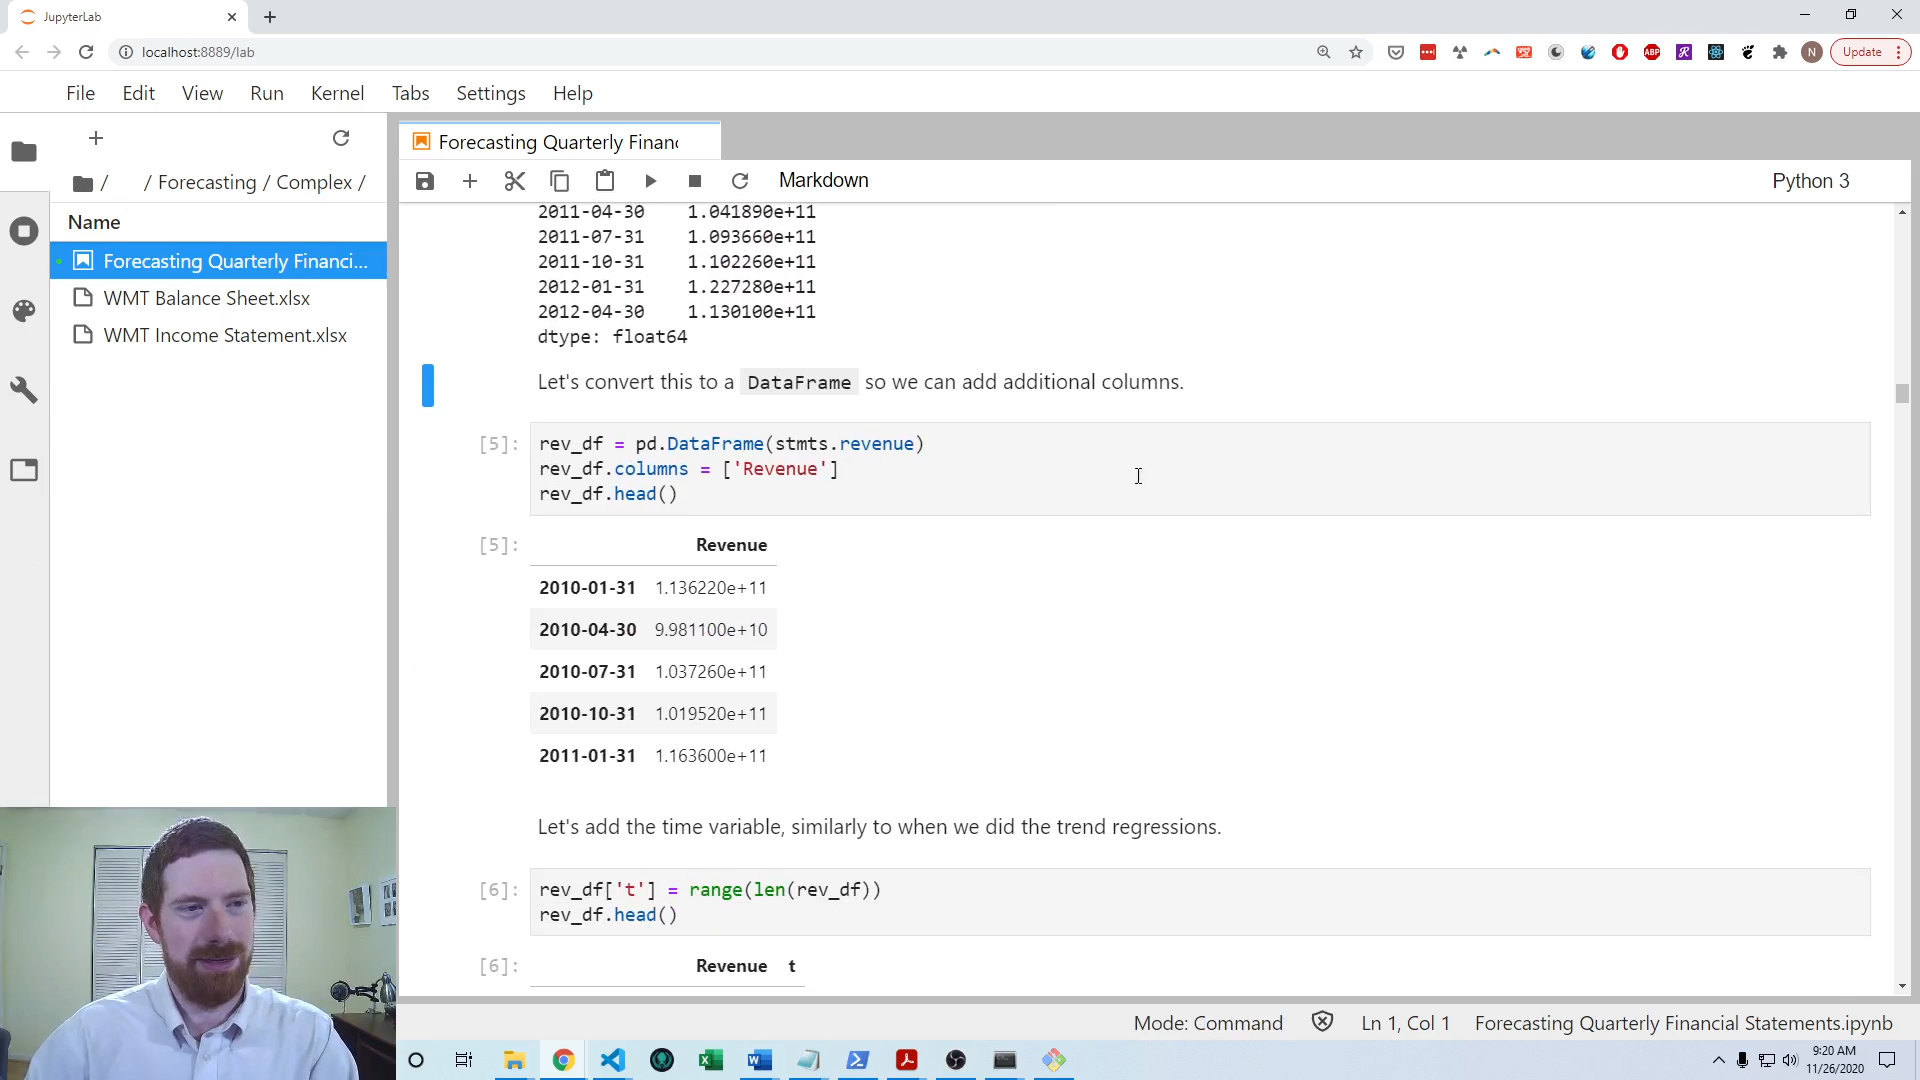 JupyterLab
localhost:8889/lab
ABP
N
Update
File Edit View Run Kernel Tabs Settings Help
/ / Forecasting / Complex /
Name
Forecasting Quarterly Financi...
WMT Balance Sheet.xlsx
WMT Income Statement.xlsx
Forecasting Quarterly Financ
Markdown
Python 3
2011-04-30 1.041890e+11
2011-07-31 1.093660e+11
2011-10-31 1.102260e+11
2012-01-31 1.227280e+11
2012-04-30 1.130100e+11
dtype: float64
Let's convert this to a DataFrame so we can add additional columns.
[5]: rev_df = pd.DataFrame(stmts.revenue)
rev_df.columns = ['Revenue']
rev_df.head()
[5]: Revenue
2010-01-31 1.136220e+11
2010-04-30 9.981100e+10
2010-07-31 1.037260e+11
2010-10-31 1.019520e+11
2011-01-31 1.163600e+11
Let's add the time variable, similarly to when we did the trend regressions.
[6]: rev_df['t'] = range(len(rev_df))
rev_df.head()
[6]: Revenue t
Mode: Command Ln 1, Col 1 Forecasting Quarterly Financial Statements.ipynb
9:20 AM
11/26/2020